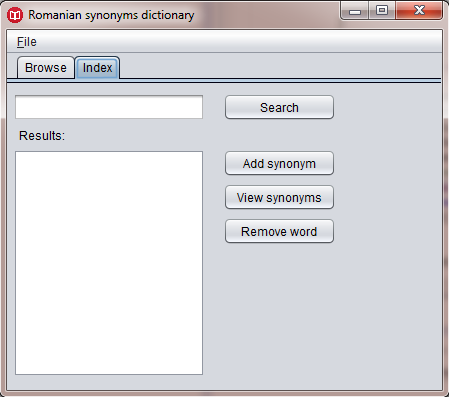 Romanian synonyms dictionary
File
Browse Index
Search
Results:
Add synonym
View synonyms
Remove word